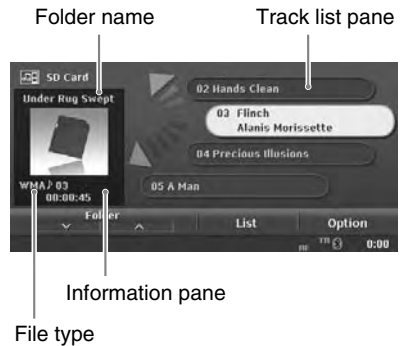 Folder name
Track list pane
SD Card
Under Rug Swept
02 Hands Clean
03 Flinch
Alanis Morissette
04 Precious Illusions
WMA♪ 03
00:00:45
05 A Man
Folder
List
Option
0:00
Information pane
File type